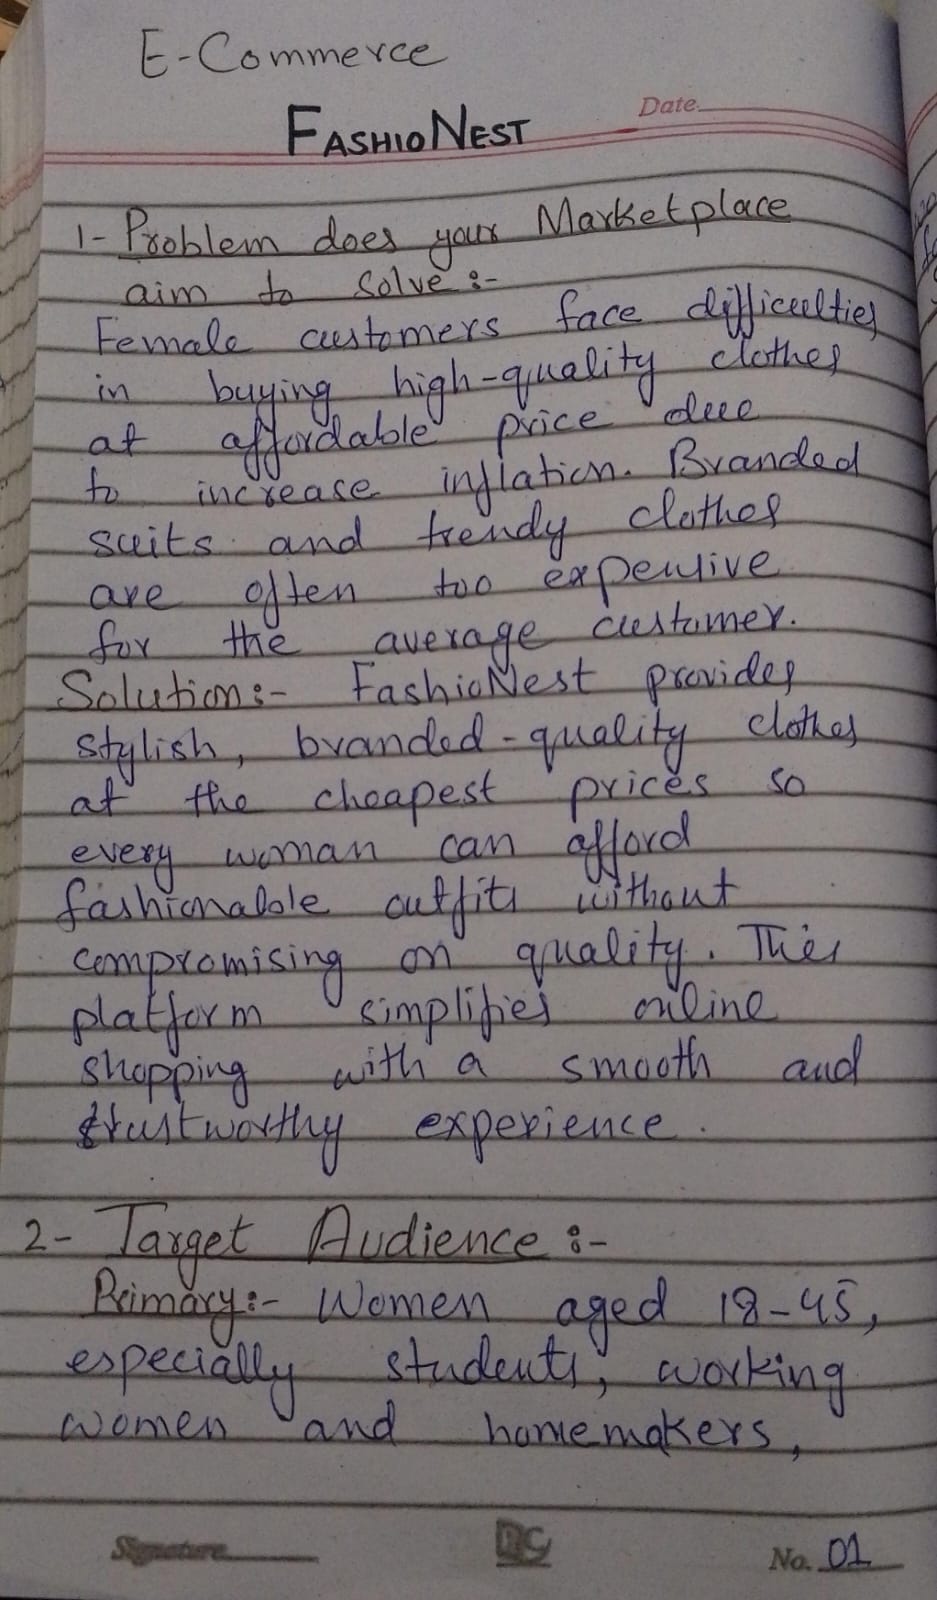 E-Commerce
Date.
FASHIONEST
1- Problem does your Marketplace
aim to solve :-
Female customers face difficulties
in buying high-quality clothes
at affordable price due
to increase inflation. Branded
suits and trendy clothes
are often too expensive
for the average customer.
Solution:- FashioNest provides
stylish, branded-quality clothes
at the cheapest prices so
every woman can afford
fashionable outfits without
compromising on quality. This
platform simplifies online
shopping with a smooth and
trustworthy experience.
2- Target Audience :-
Primary:- Women aged 18-45,
especially students, working
women and homemakers,
Signature
DC
No. 01